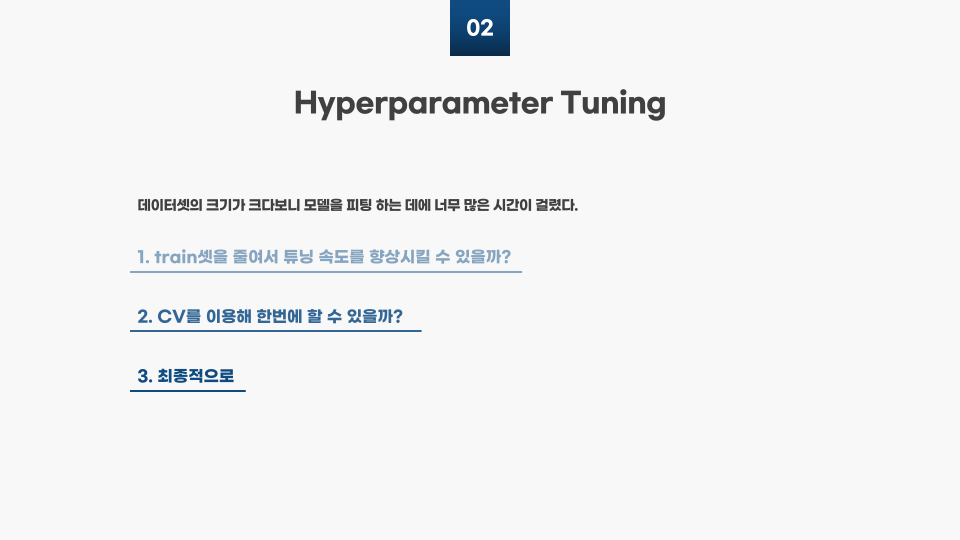 02
Hyperparameter Tuning
데이터셋의 크기가 크다보니 모델을 피팅 하는 데에 너무 많은 시간이 걸렸다.
1. train셋을 줄여서 튜닝 속도를 향상시킬 수 있을까?
2. CV를 이용해 한번에 할 수 있을까?
3. 최종적으로